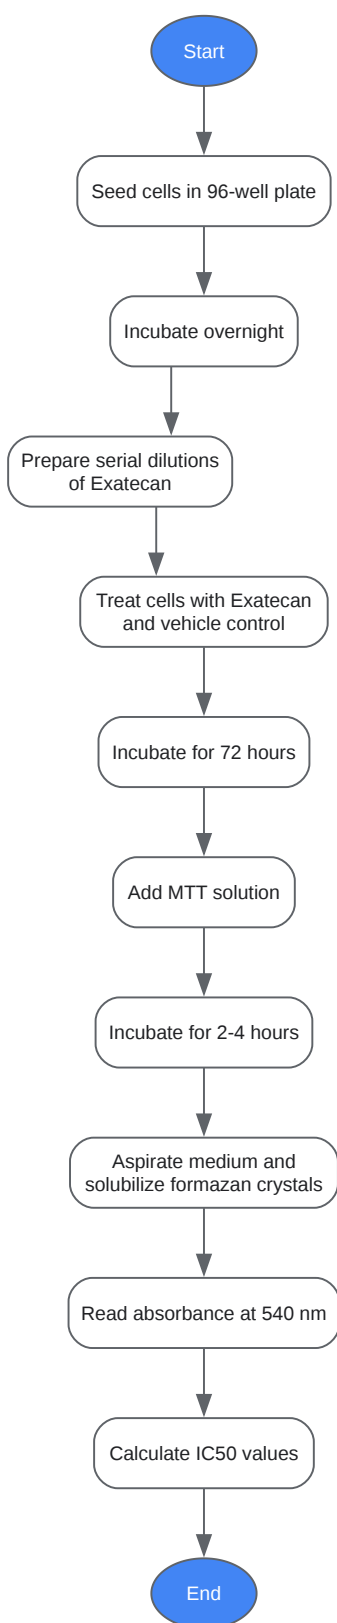 Start
Seed cells in 96-well plate
Incubate overnight
Prepare serial dilutions
of Exatecan
Treat cells with Exatecan
and vehicle control
Incubate for 72 hours
Add MTT solution
Incubate for 2-4 hours
Aspirate medium and
solubilize formazan crystals
Read absorbance at 540 nm
Calculate IC50 values
End